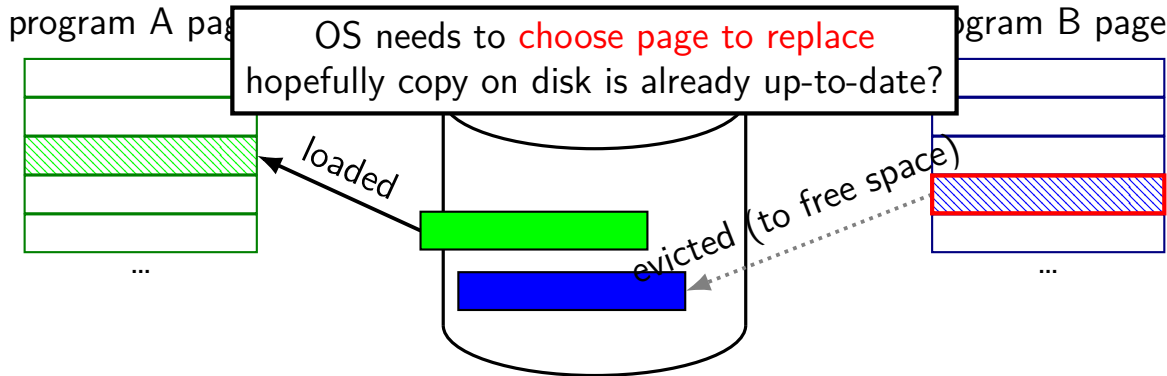 program A pag
OS needs to choose page to replace
hopefully copy on disk is already up-to-date?
ogram B page
loaded
evicted (to free space)
...
...